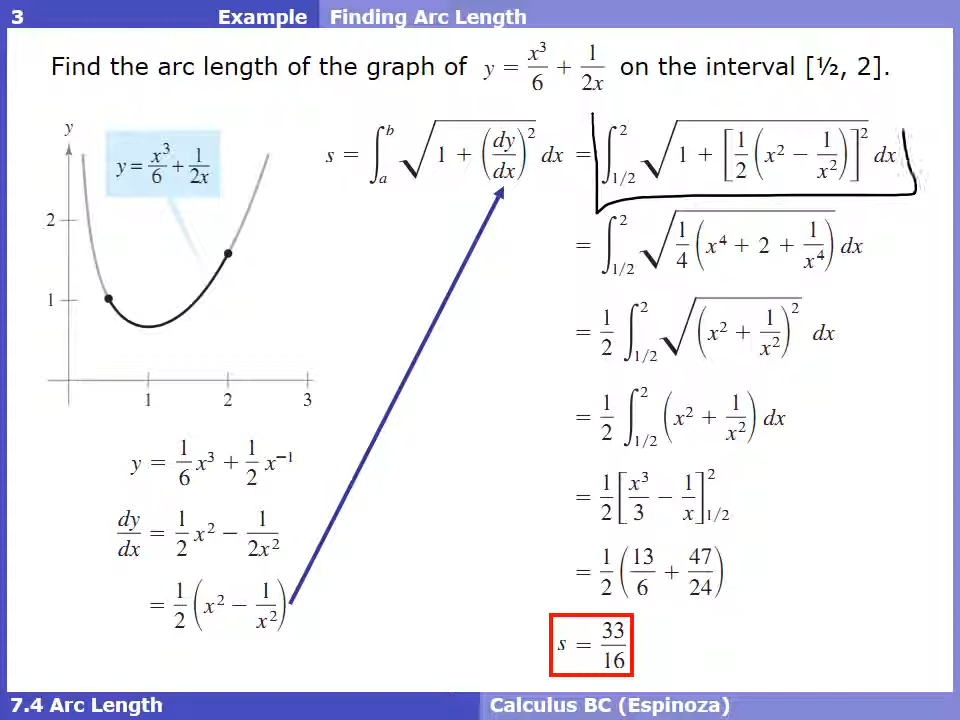 3 Example Finding Arc Length
Find the arc length of the graph of y = x³/6 + 1/(2x) on the interval [½, 2].
y
y = x³/6 + 1/(2x)
2
1
1 2 3
s = ∫_a^b √(1 + (dy/dx)²) dx = ∫_{1/2}^2 √(1 + [1/2 (x² − 1/x²)]²) dx
= ∫_{1/2}^2 √(1/4 (x⁴ + 2 + 1/x⁴)) dx
= 1/2 ∫_{1/2}^2 √((x² + 1/x²)²) dx
= 1/2 ∫_{1/2}^2 (x² + 1/x²) dx
= 1/2 [x³/3 − 1/x]_{1/2}^2
= 1/2 (13/6 + 47/24)
s = 33/16
y = 1/6 x³ + 1/2 x⁻¹
dy/dx = 1/2 x² − 1/(2x²)
= 1/2 (x² − 1/x²)
7.4 Arc Length
Calculus BC (Espinoza)